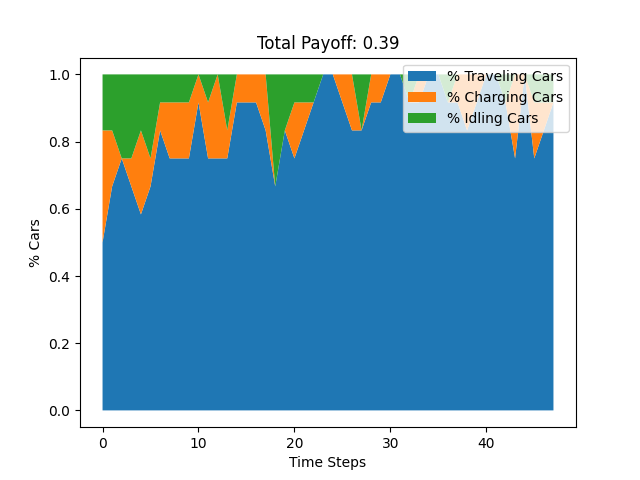 Total Payoff: 0.39
% Traveling Cars
% Charging Cars
% Idling Cars
% Cars
1.0
0.8
0.6
0.4
0.2
0.0
0 10 20 30 40
Time Steps